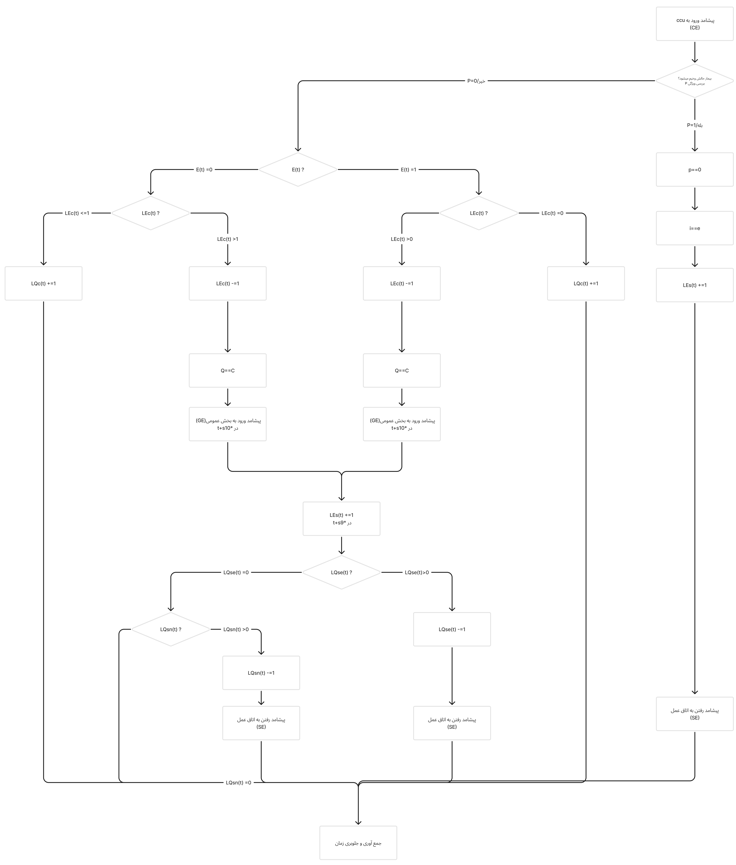 پیشامد ورود به ccu
(CE)
P=0/خیر
P=1/بله
E(t) =0
E(t) ?
E(t) =1
p==0
LEc(t) <=1
LEc(t) ?
LEc(t) >1
LEc(t) >0
LEc(t) ?
LEc(t) =0
i==e
LQc(t) +=1
LEc(t) -=1
LEc(t) -=1
LQc(t) +=1
LEs(t) +=1
Q==C
Q==C
پیشامد ورود به بخش عمومی(GE)
در t+s10*
پیشامد ورود به بخش عمومی(GE)
در t+s10*
LEs(t) +=1
در t+s9*
LQse(t) =0
LQse(t) ?
LQse(t)>0
LQsn(t) ?
LQsn(t) >0
LQse(t) -=1
LQsn(t) -=1
پیشامد رفتن به اتاق عمل
(SE)
پیشامد رفتن به اتاق عمل
(SE)
پیشامد رفتن به اتاق عمل
(SE)
LQsn(t) =0
جمع آوری و جلوبری زمان